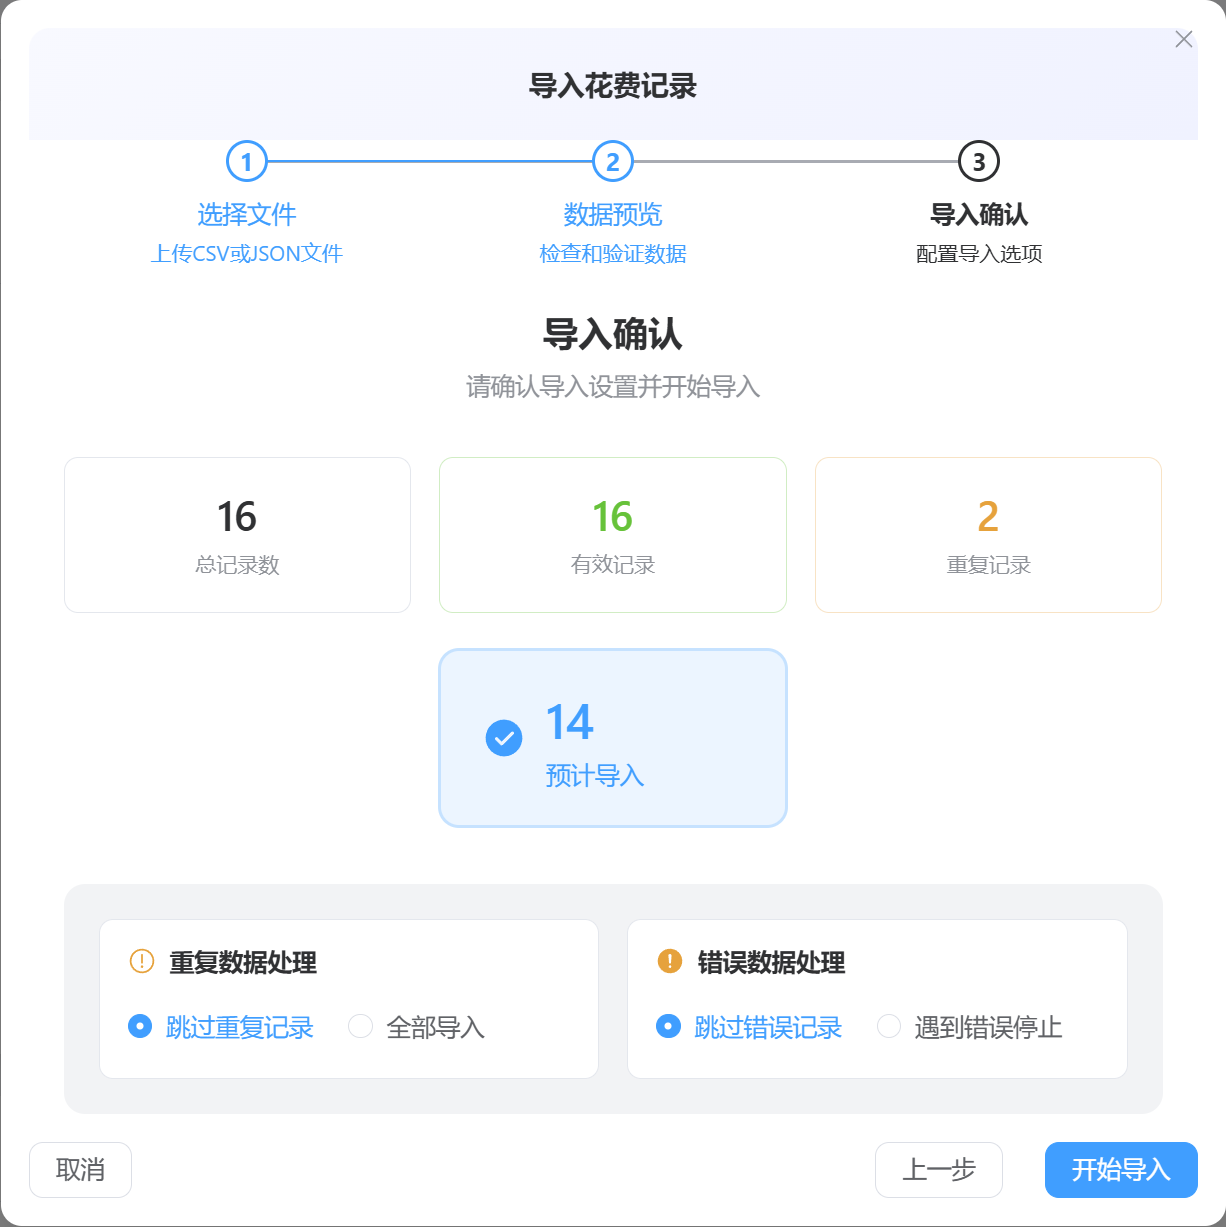 导入花费记录
1
2
3
选择文件
数据预览
导入确认
上传CSV或JSON文件
检查和验证数据
配置导入选项
导入确认
请确认导入设置并开始导入
16
总记录数
16
有效记录
2
重复记录
14
预计导入
重复数据处理
跳过重复记录
全部导入
错误数据处理
跳过错误记录
遇到错误停止
取消
上一步
开始导入